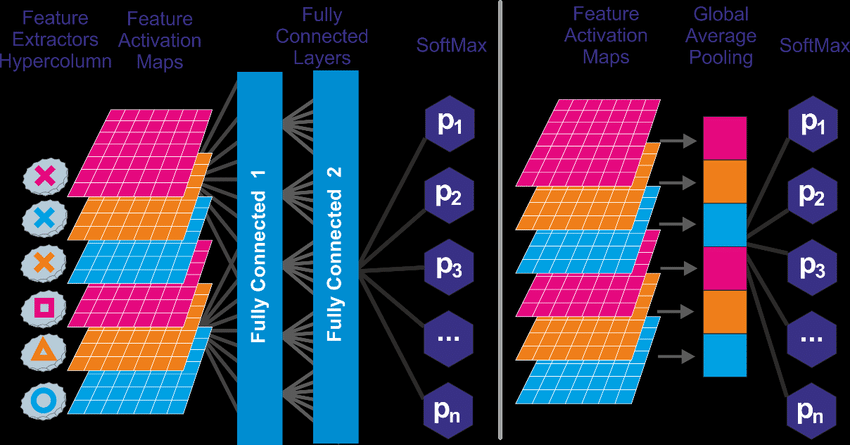 Feature
Extractors
Hypercolumn
Feature
Activation
Maps
Fully
Connected
Layers
SoftMax
Fully Connected 1
Fully Connected 2
p1
p2
p3
...
pn
Feature
Activation
Maps
Global
Average
Pooling
SoftMax
p1
p2
p3
...
pn